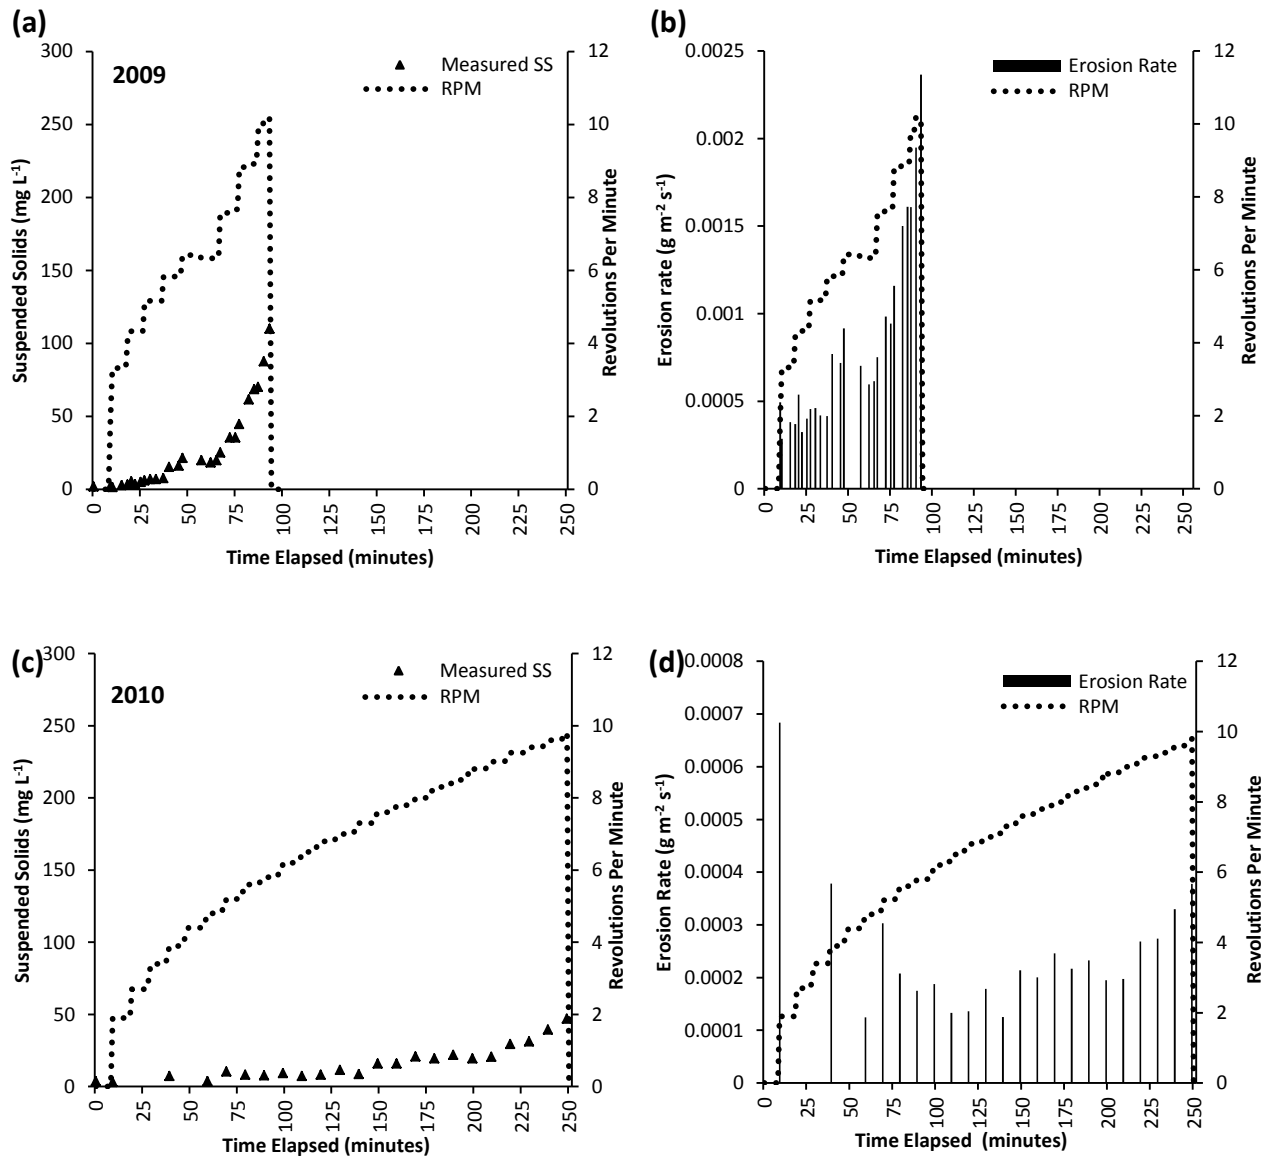 (a)
300
250
200
150
100
50
0
Suspended Solids (mg L-1)
2009
Measured SS
RPM
12
10
8
6
4
2
0
Revolutions Per Minute
0 25 50 75 100 125 150 175 200 225 250
Time Elapsed (minutes)
(b)
0.0025
0.002
0.0015
0.001
0.0005
0
Erosion rate (g m-2 s-1)
Erosion Rate
RPM
12
10
8
6
4
2
0
Revolutions Per Minute
0 25 50 75 100 125 150 175 200 225 250
Time Elapsed (minutes)
(c)
300
250
200
150
100
50
0
Suspended Solids (mg L-1)
2010
Measured SS
RPM
12
10
8
6
4
2
0
Revolutions Per Minute
0 25 50 75 100 125 150 175 200 225 250
Time Elapsed (minutes)
(d)
0.0008
0.0007
0.0006
0.0005
0.0004
0.0003
0.0002
0.0001
0
Erosion Rate (g m-2 s-1)
Erosion Rate
RPM
12
10
8
6
4
2
0
Revolutions Per Minute
0 25 50 75 100 125 150 175 200 225 250
Time Elapsed (minutes)